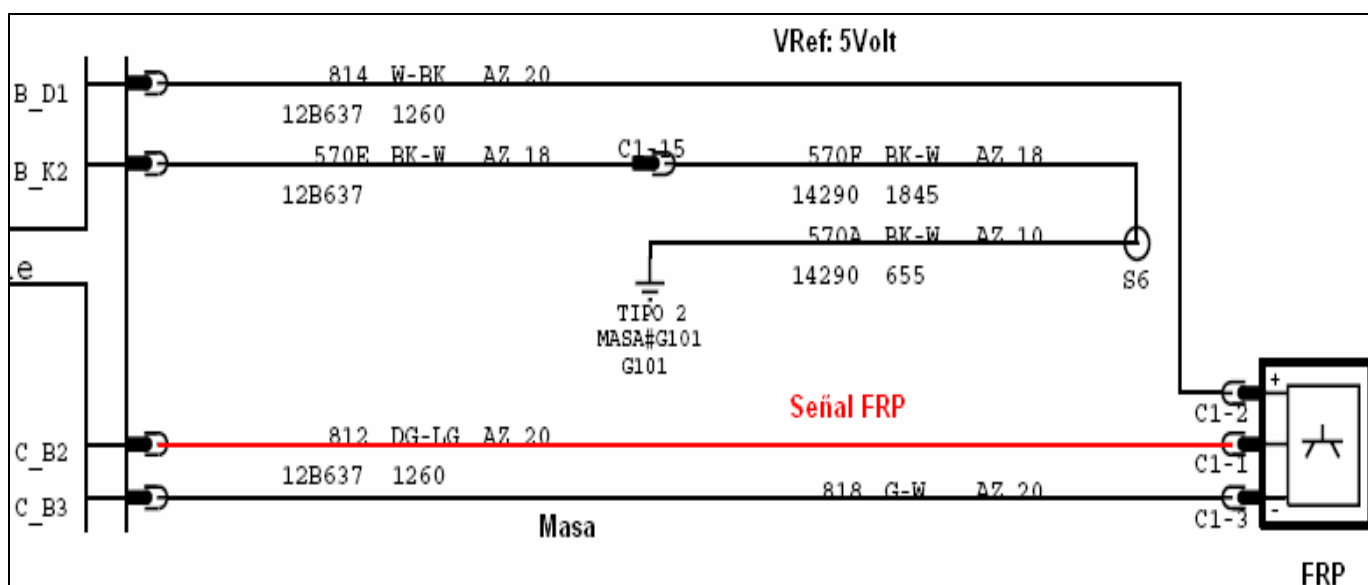 VRef: 5Volt
B_D1 814 W-BK AZ 20
12B637 1260
B_K2 570E BK-W AZ 18 C1-15 570F BK-W AZ 18
12B637 14290 1845
570A BK-W AZ 10
14290 655 S6
TIPO 2
MASA#G101
G101
Señal FRP
C1-2 +
C_B2 812 DG-LG AZ 20 C1-1
12B637 1260
C_B3 818 G-W AZ 20 C1-3 -
Masa
FRP